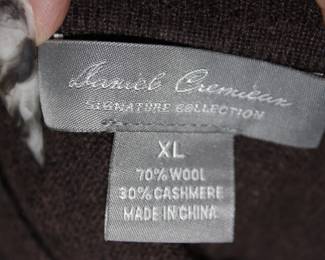 Daniel Cremieux
SIGNATURE COLLECTION
XL
70% WOOL
30% CASHMERE
MADE IN CHINA